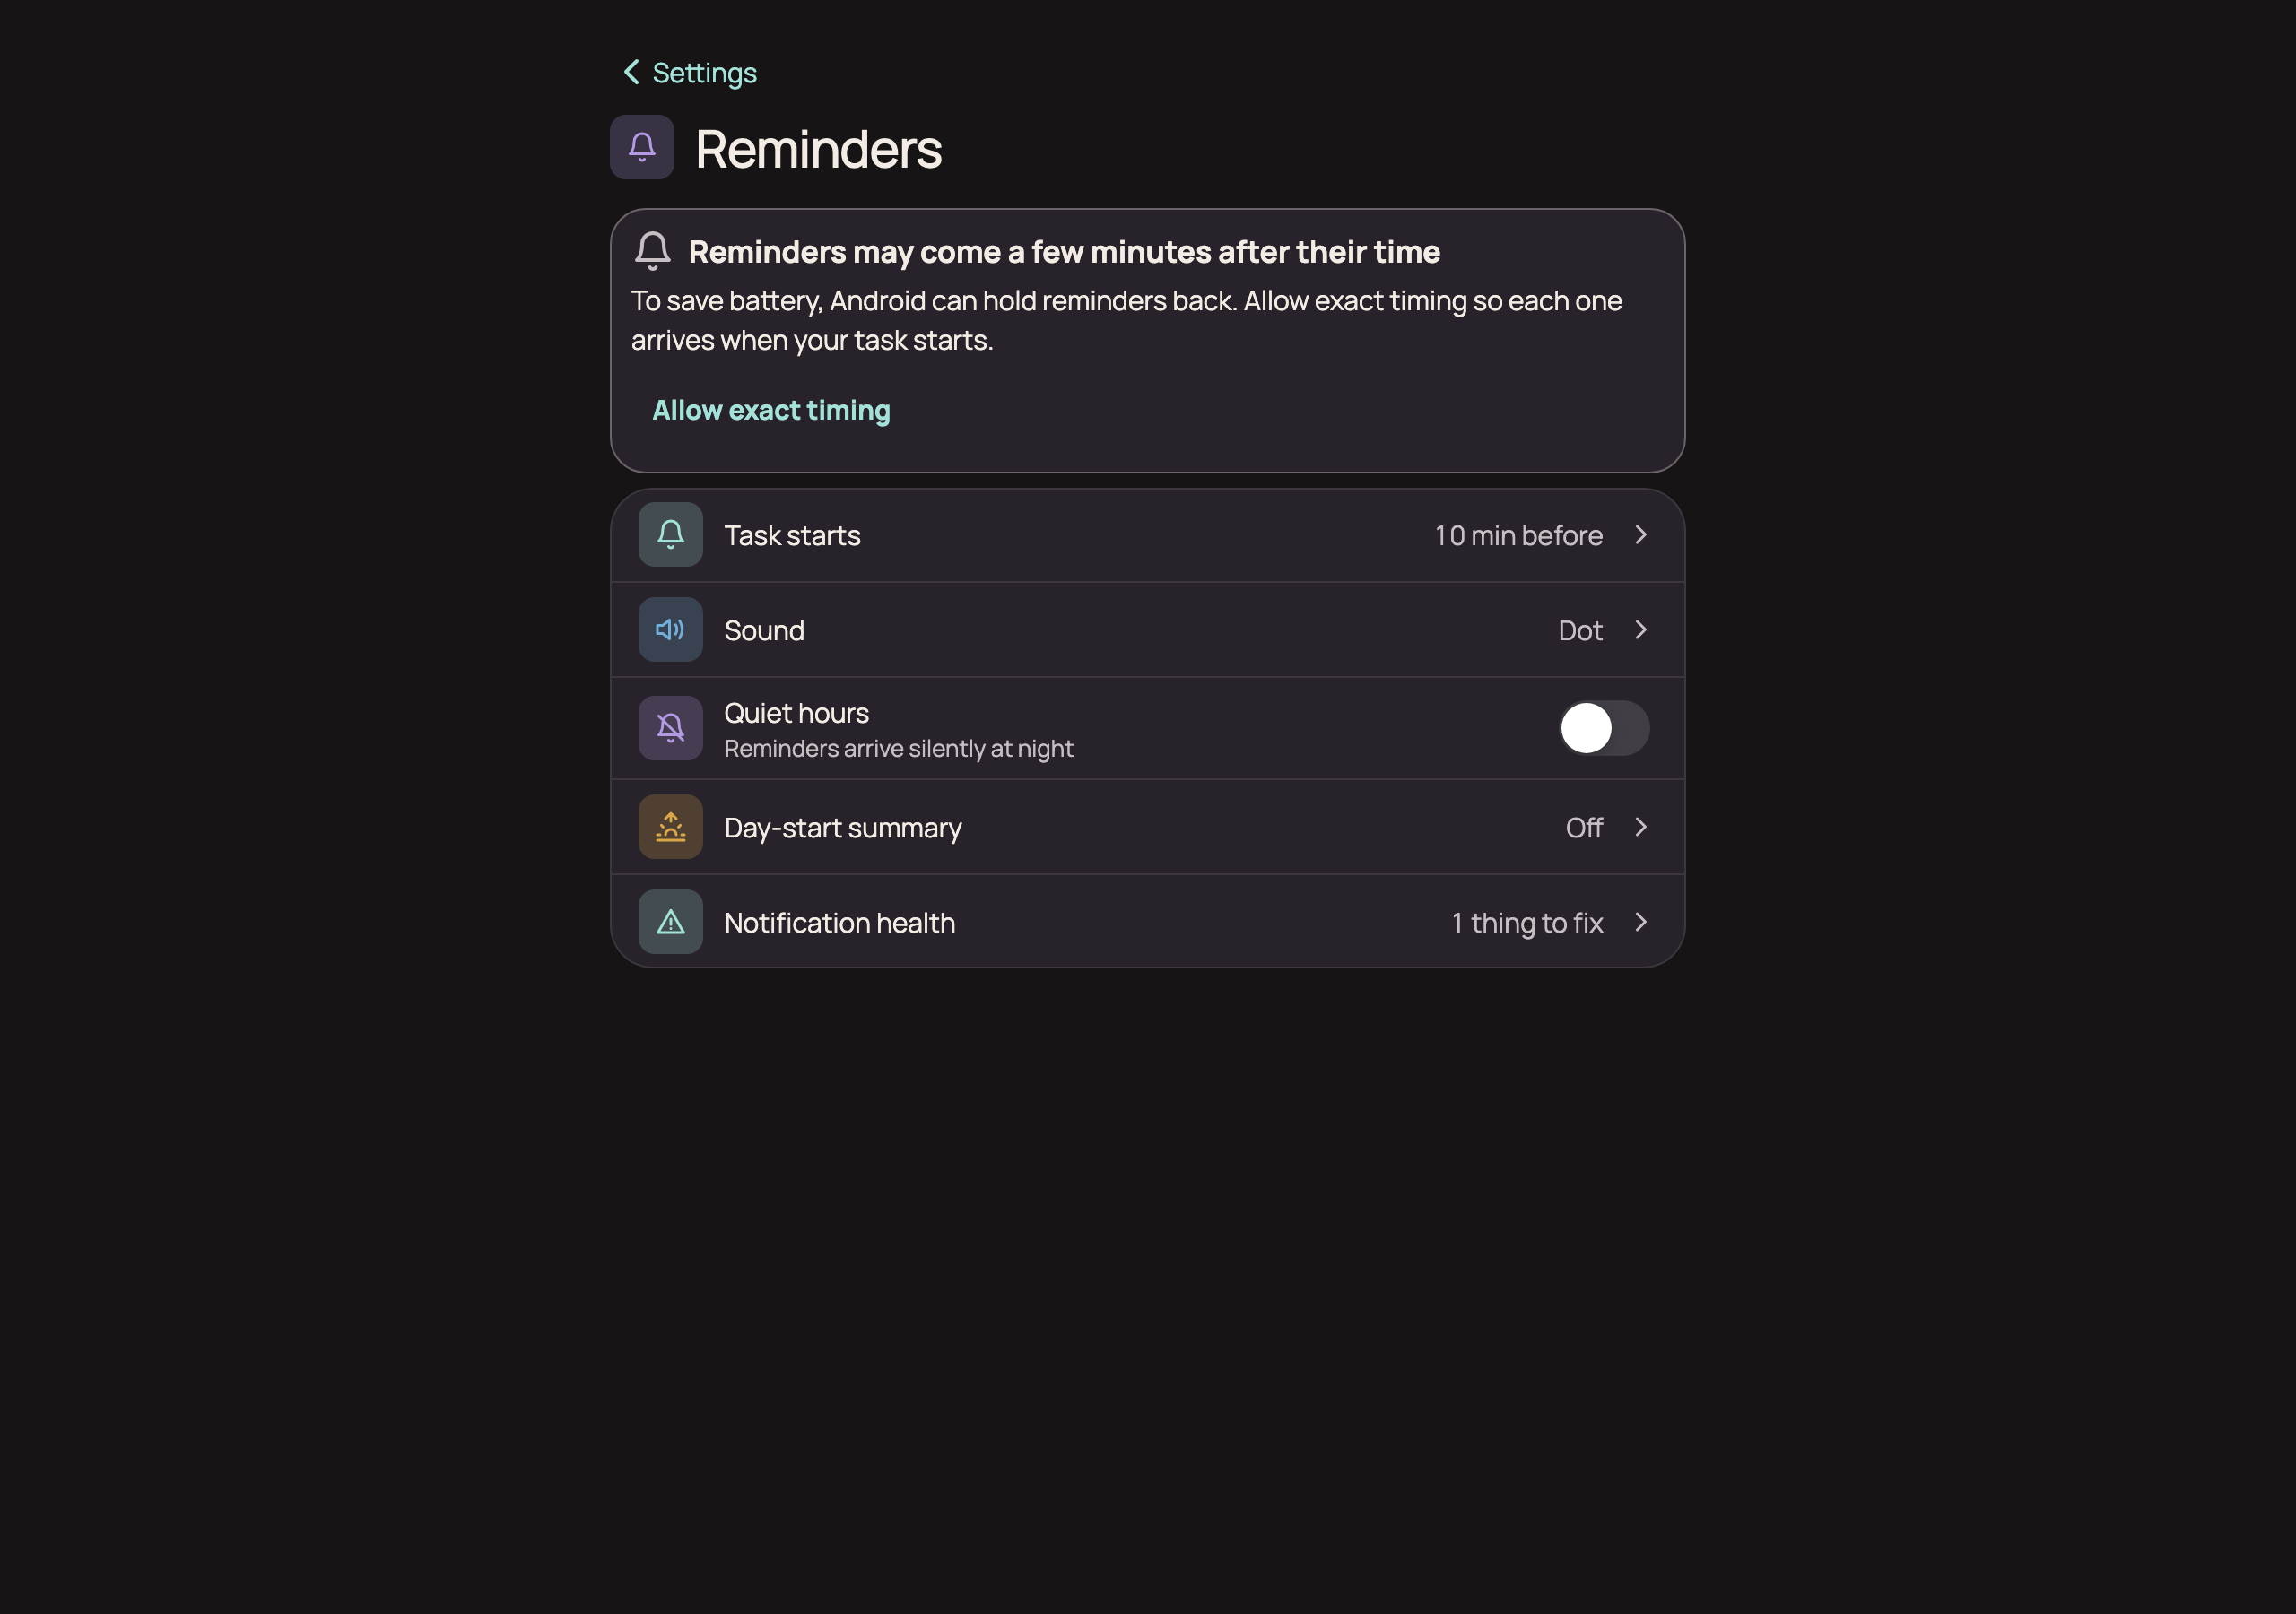 Settings
Reminders
Reminders may come a few minutes after their time
To save battery, Android can hold reminders back. Allow exact timing so each one
arrives when your task starts.
Allow exact timing
Task starts 10 min before
Sound Dot
Quiet hours
Reminders arrive silently at night
Day-start summary Off
Notification health 1 thing to fix